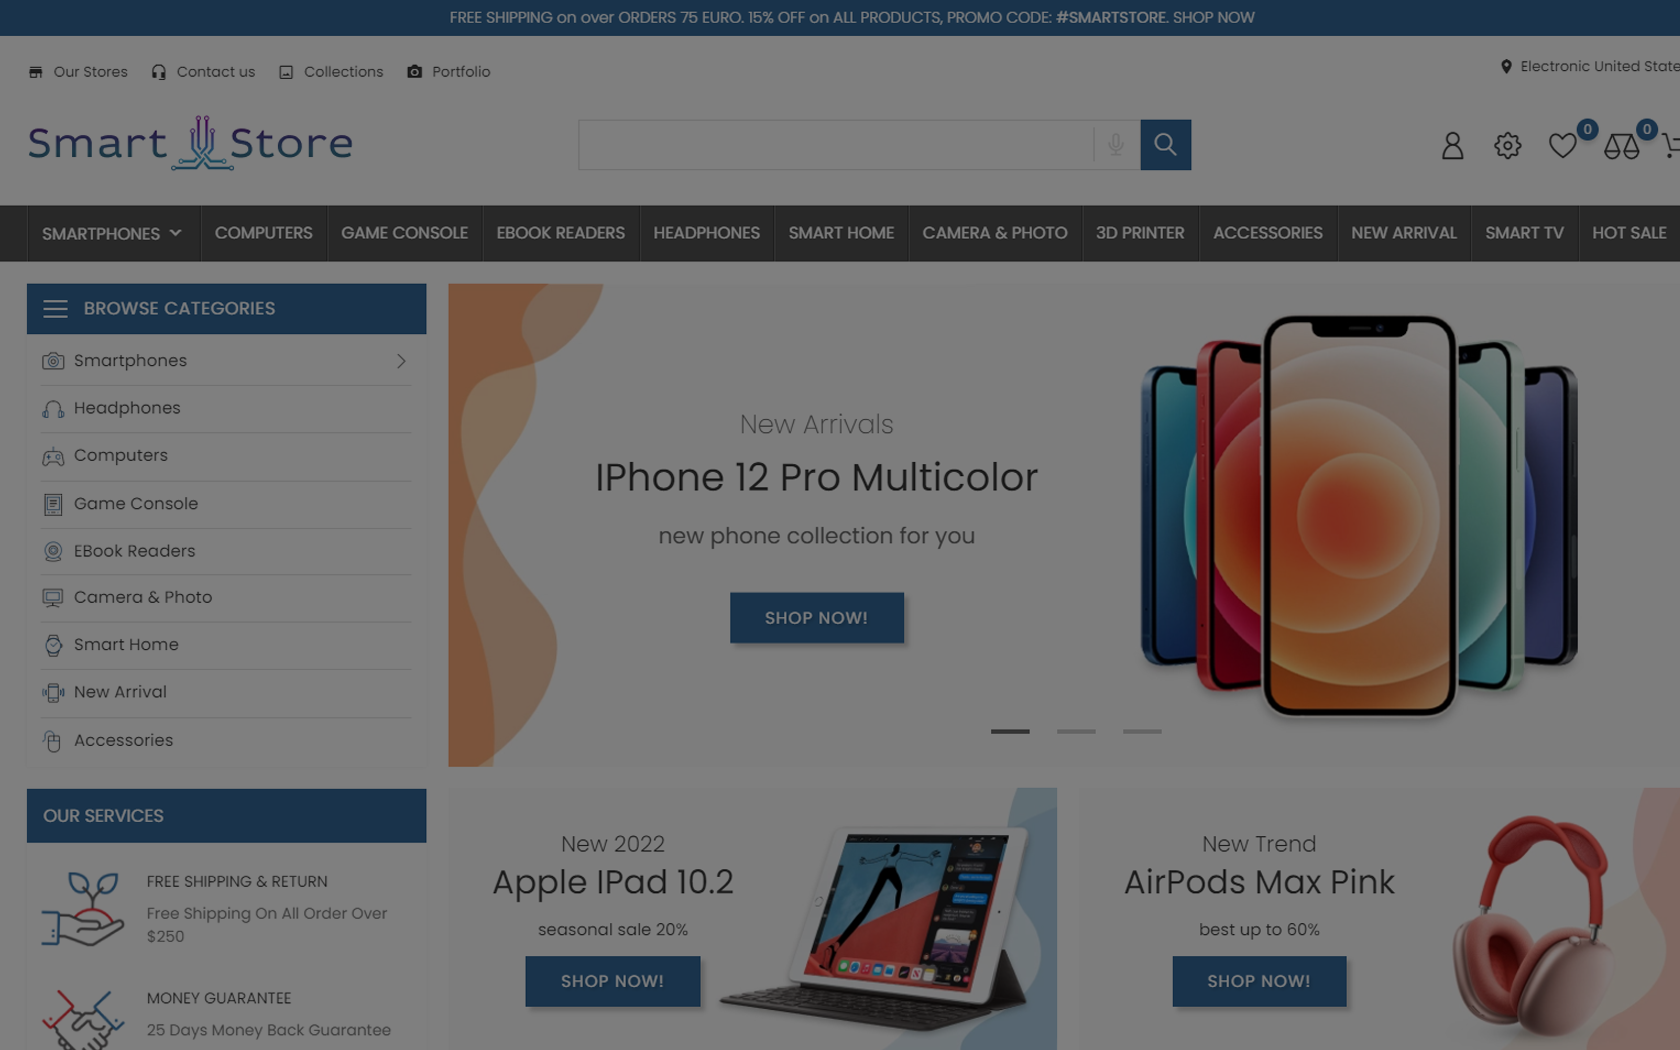 FREE SHIPPING on over ORDERS 75 EURO. 15% OFF on ALL PRODUCTS, PROMO CODE: #SMARTSTORE. SHOP NOW
Our Stores
Contact us
Collections
Portfolio
Electronic United State
Smart Store
0
0
SMARTPHONES
COMPUTERS
GAME CONSOLE
EBOOK READERS
HEADPHONES
SMART HOME
CAMERA & PHOTO
3D PRINTER
ACCESSORIES
NEW ARRIVAL
SMART TV
HOT SALE
BROWSE CATEGORIES
Smartphones
Headphones
Computers
Game Console
EBook Readers
Camera & Photo
Smart Home
New Arrival
Accessories
New Arrivals
IPhone 12 Pro Multicolor
new phone collection for you
SHOP NOW!
OUR SERVICES
FREE SHIPPING & RETURN
Free Shipping On All Order Over
$250
MONEY GUARANTEE
25 Days Money Back Guarantee
New 2022
Apple IPad 10.2
seasonal sale 20%
SHOP NOW!
New Trend
AirPods Max Pink
best up to 60%
SHOP NOW!